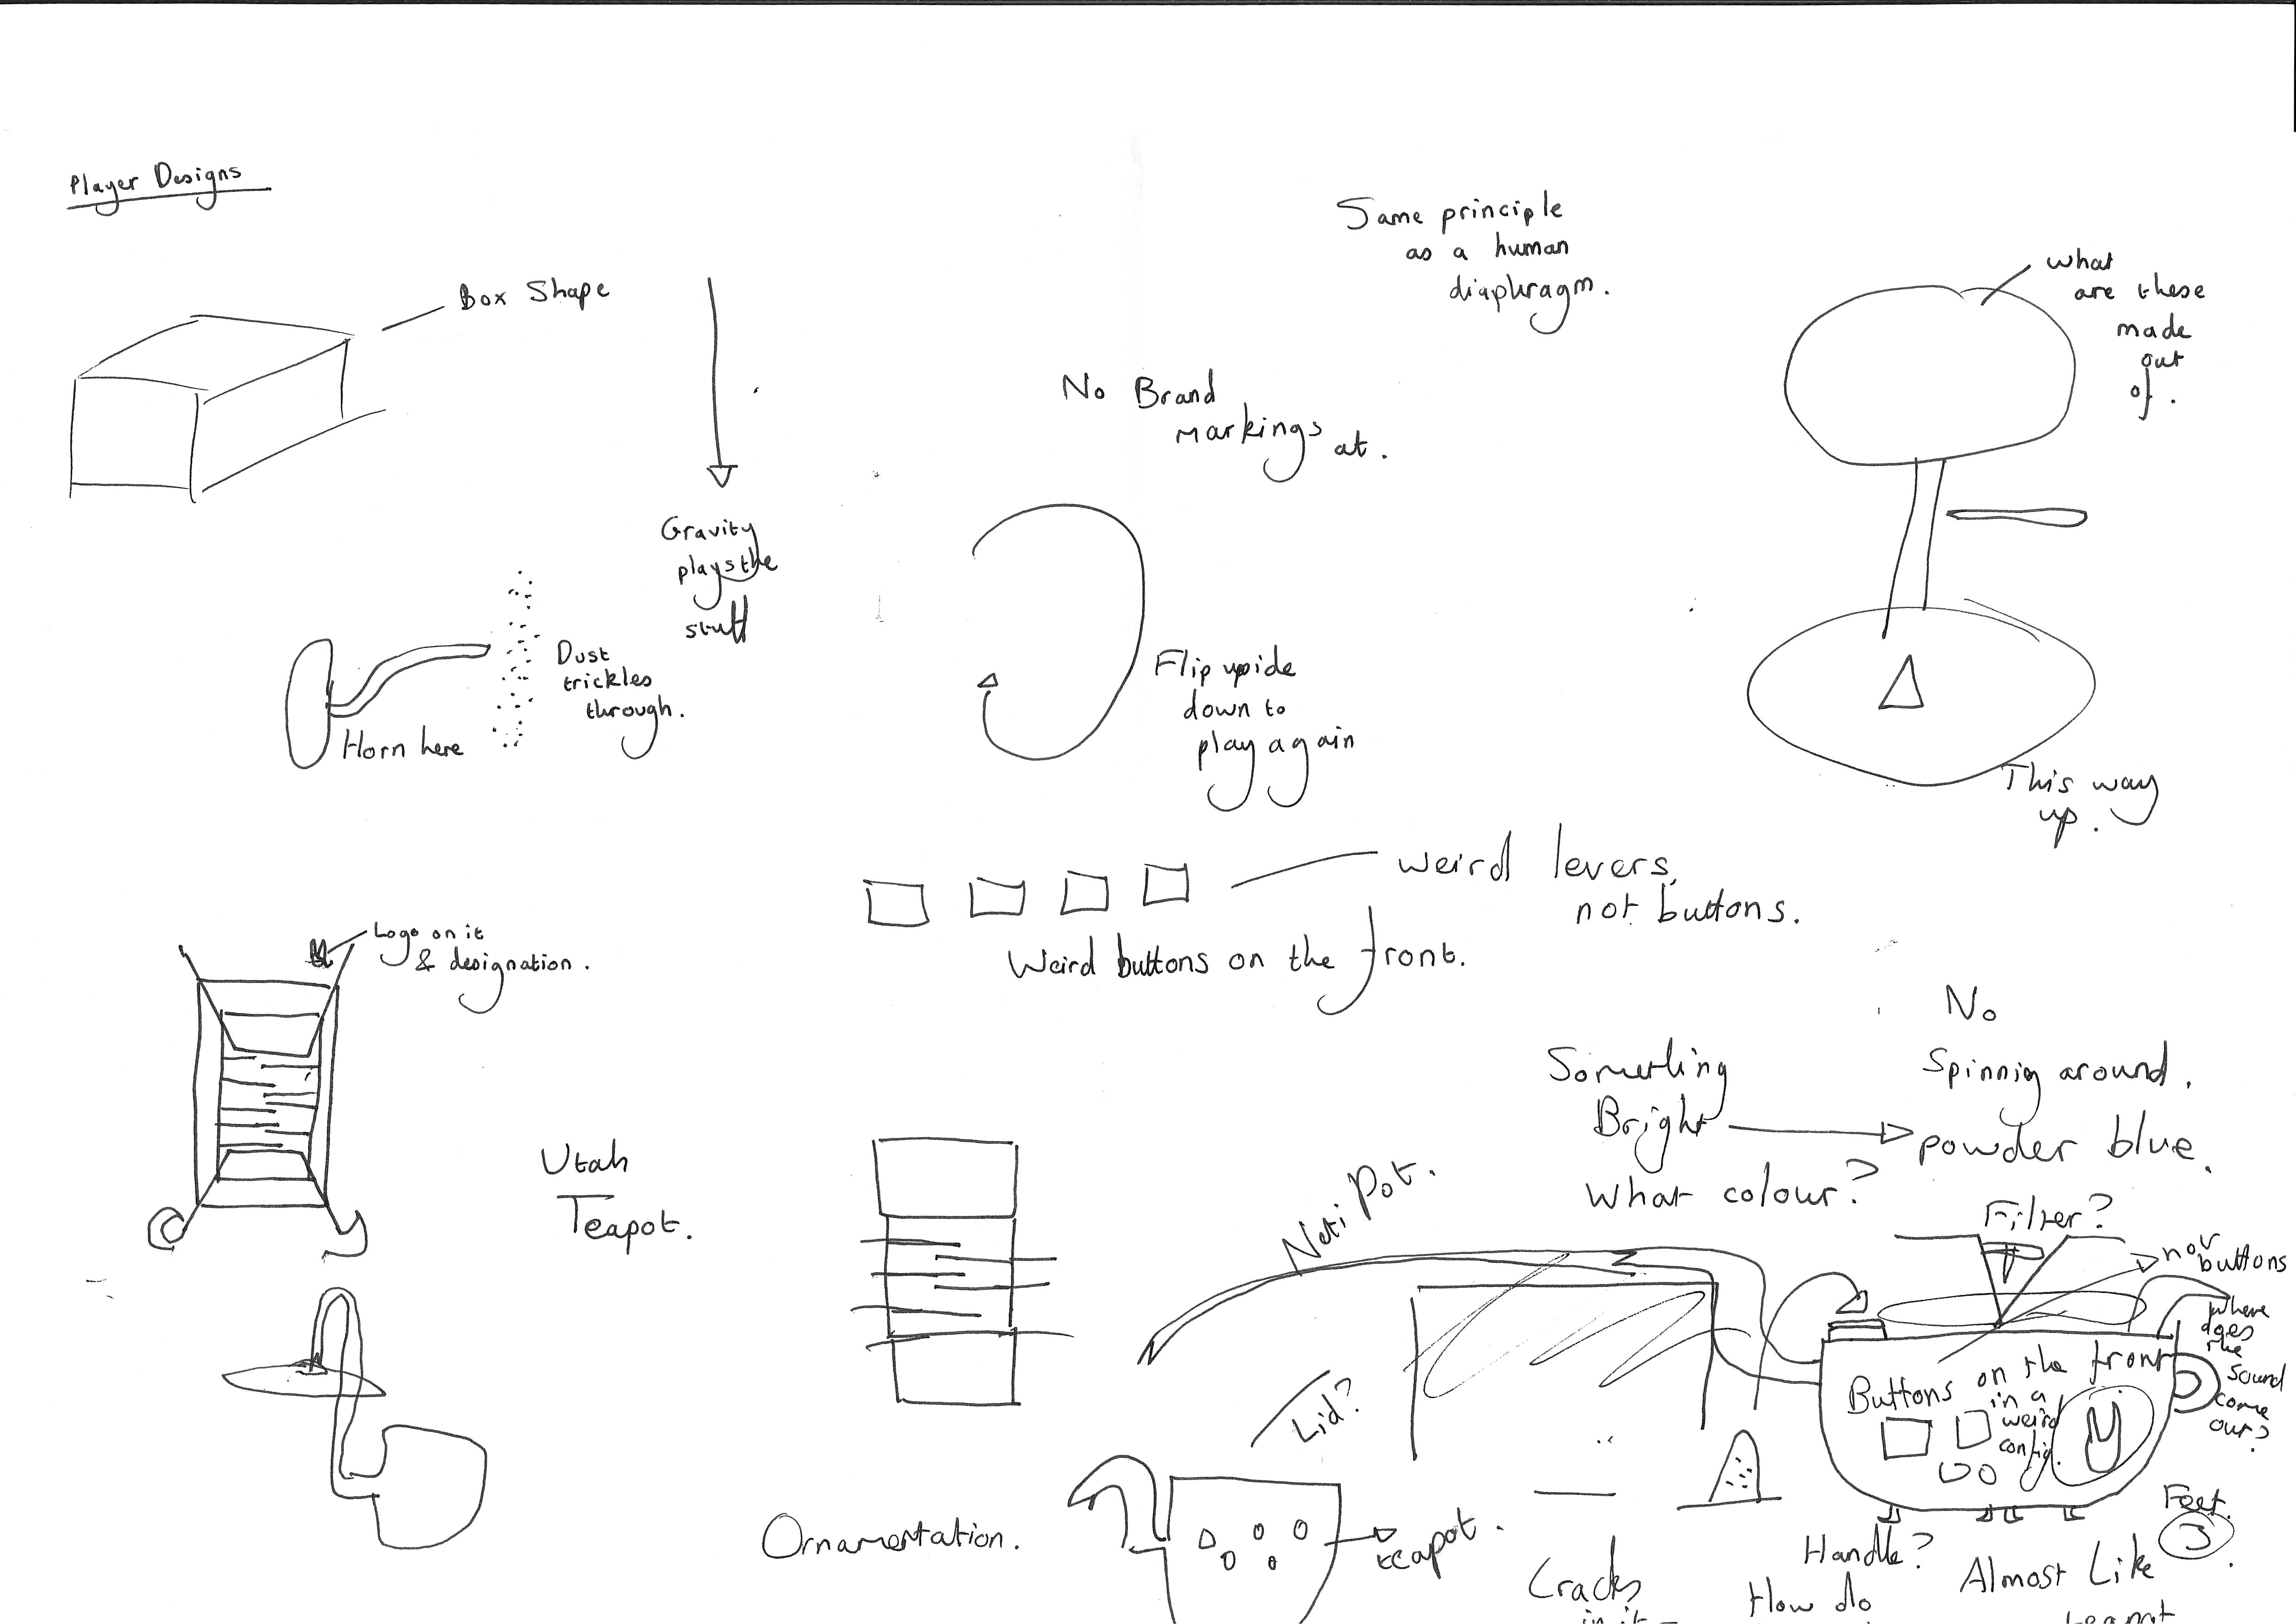 Player Designs
Box Shape
Same principle
as a human
diaphragm.
what
are these
made
out
of.
No Brand
markings
at.
Gravity
plays the
stuff
Dust
trickles
through.
Horn here
Flip upide
down to
play again
This way
up.
weird levers,
not buttons.
Weird buttons on the front.
Logo on it
& designation.
No
Spinnig around.
Something
Bright
powder blue.
What colour?
Utah
Teapot.
Neti Pot.
Filter?
not
buttons
where
does
the
sound
come
out?
Buttons on the front
in a
weird
config.
Lid?
Ornamentation.
teapot.
Feet.
3
Handle?
Almost Like
Cracks
How do
in it
teapot